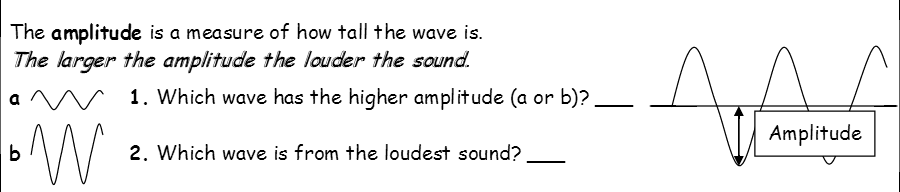 The amplitude is a measure of how tall the wave is.
The larger the amplitude the louder the sound.
a 1. Which wave has the higher amplitude (a or b)? ___
b 2. Which wave is from the loudest sound? ___
Amplitude